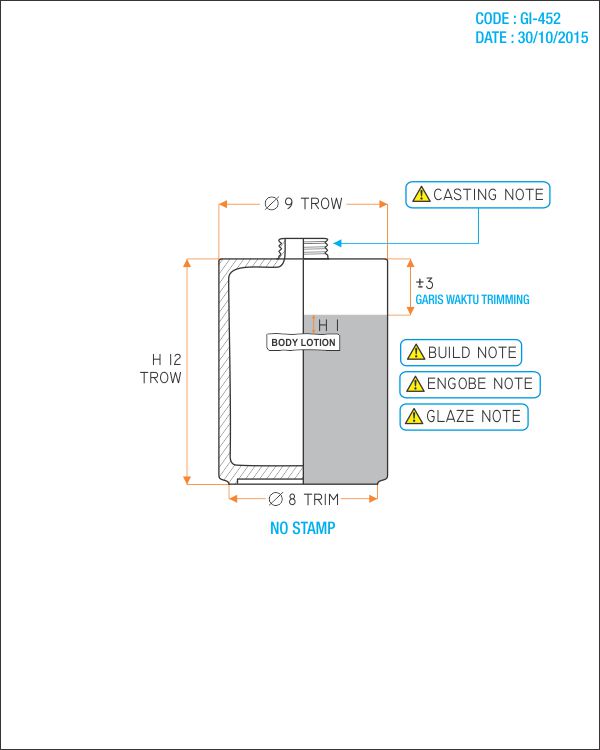 CODE : GI-452
DATE : 30/10/2015
CASTING NOTE
Ø 9 TROW
±3
GARIS WAKTU TRIMMING
H 1
BODY LOTION
BUILD NOTE
H 12
TROW
ENGOBE NOTE
GLAZE NOTE
Ø 8 TRIM
NO STAMP